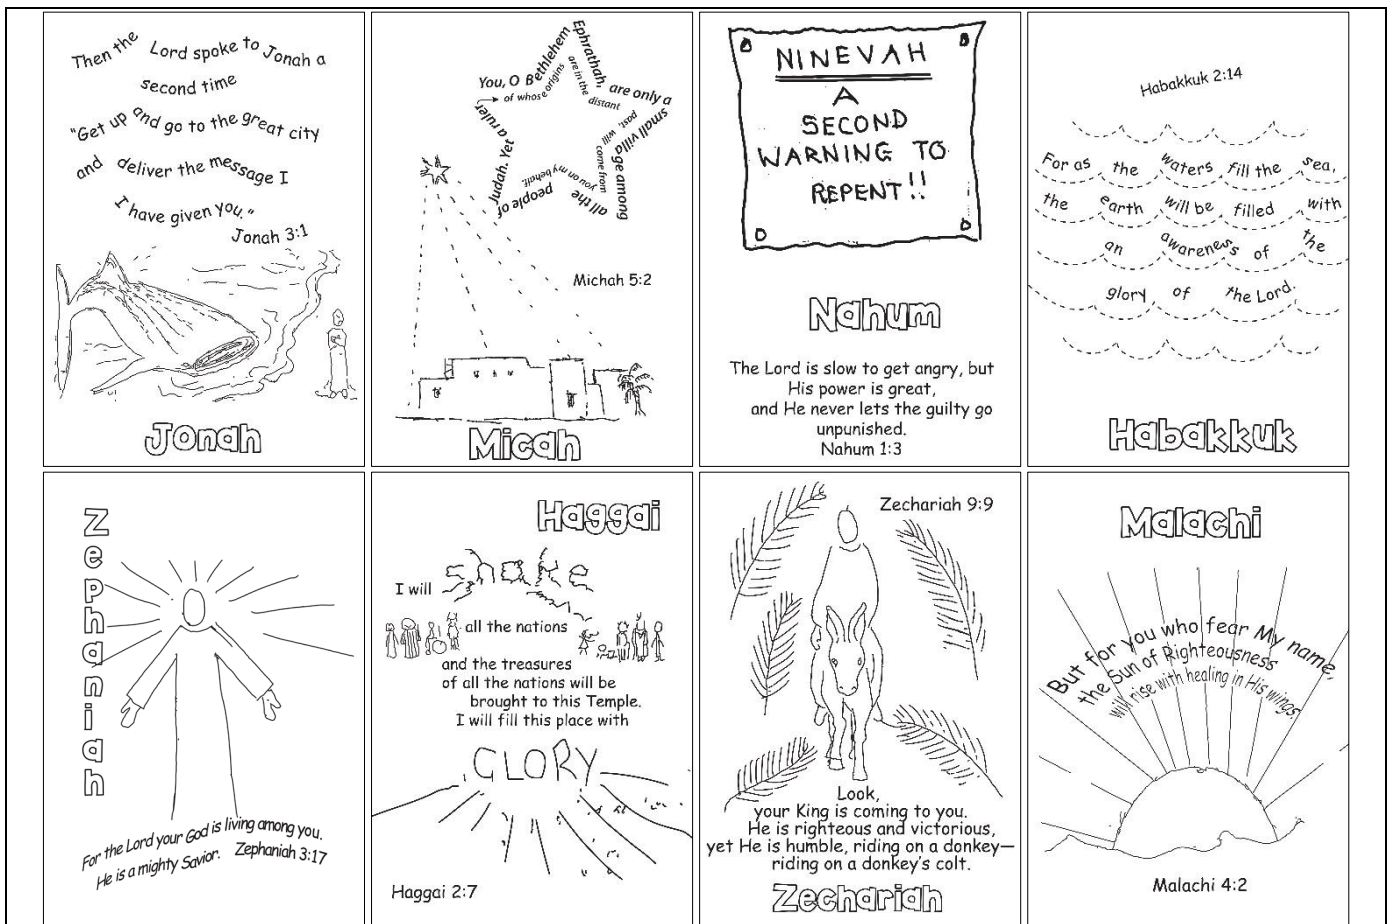 Then the Lord spoke to Jonah a
second time
"Get up and go to the great city
and deliver the message I
I have given you."
Jonah 3:1
Jonah
You, O Bethlehem Ephrathah, are only a small village among all the people of Judah. Yet a ruler
of whose origins are in the distant past, will come from you on my behalf.
Michah 5:2
Micah
NINEVAH
A
SECOND
WARNING TO
REPENT!!
Nahum
The Lord is slow to get angry, but
His power is great,
and He never lets the guilty go
unpunished.
Nahum 1:3
Habakkuk 2:14
For as the waters fill the sea,
the earth will be filled with
an awareness of the
glory of the Lord.
Habakkuk
Zephaniah
For the Lord your God is living among you.
He is a mighty Savior. Zephaniah 3:17
Haggai
I will shake
all the nations
and the treasures
of all the nations will be
brought to this Temple.
I will fill this place with
GLORY
Haggai 2:7
Zechariah 9:9
Look,
your King is coming to you.
He is righteous and victorious,
yet He is humble, riding on a donkey—
riding on a donkey's colt.
Zechariah
Malachi
But for you who fear My name,
the Sun of Righteousness
will rise with healing in His wings.
Malachi 4:2